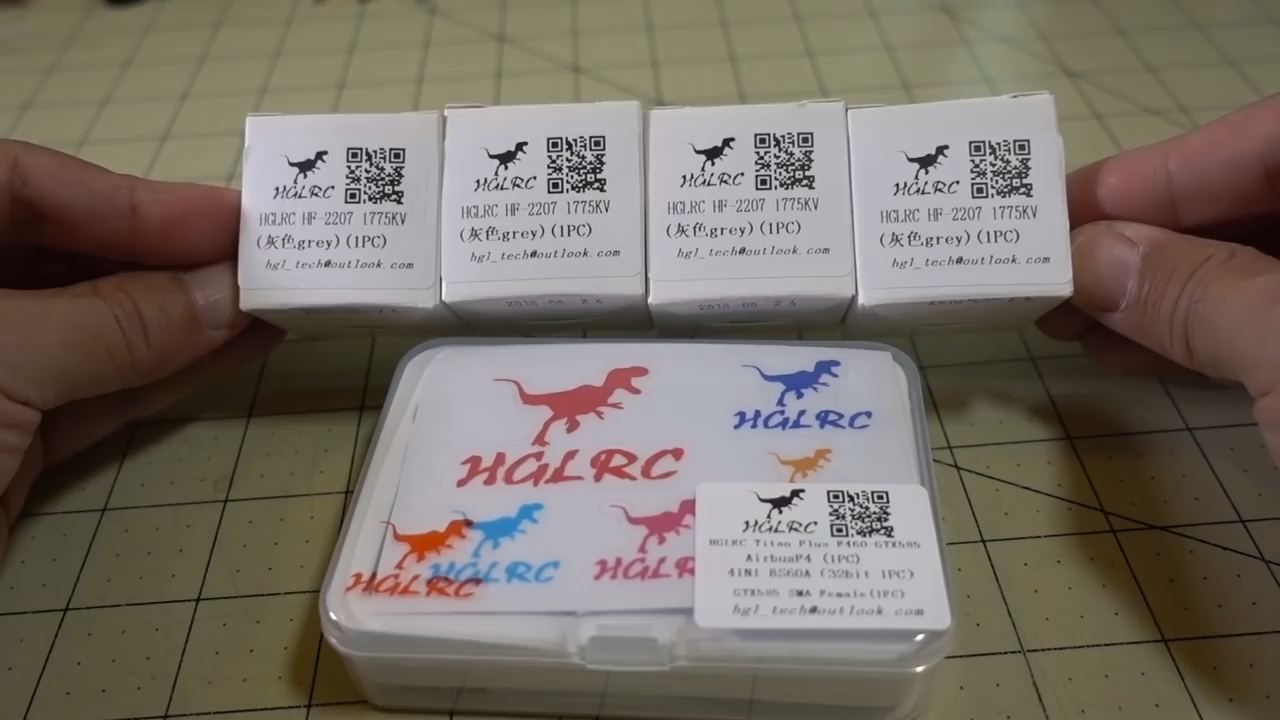 HGLRC
HGLRC HF-2207 1775KV
(灰色grey)(1PC)
hgl_tech@outlook.com
HGLRC
HGLRC HF-2207 1775KV
(灰色grey)(1PC)
hgl_tech@outlook.com
HGLRC
HGLRC HF-2207 1775KV
(灰色grey)(1PC)
hgl_tech@outlook.com
HGLRC
HGLRC HF-2207 1775KV
(灰色grey)(1PC)
hgl_tech@outlook.com
HGLRC
HGLRC
HGLRC
HGLRC
HGLR
HGLRC
HGLRC Titan Plus F460-GTX585
AirbusF4 (1PC)
4IN1 BS60A (32bit 1PC)
GTX585 SMA Female(1PC)
hgl_tech@outlook.com